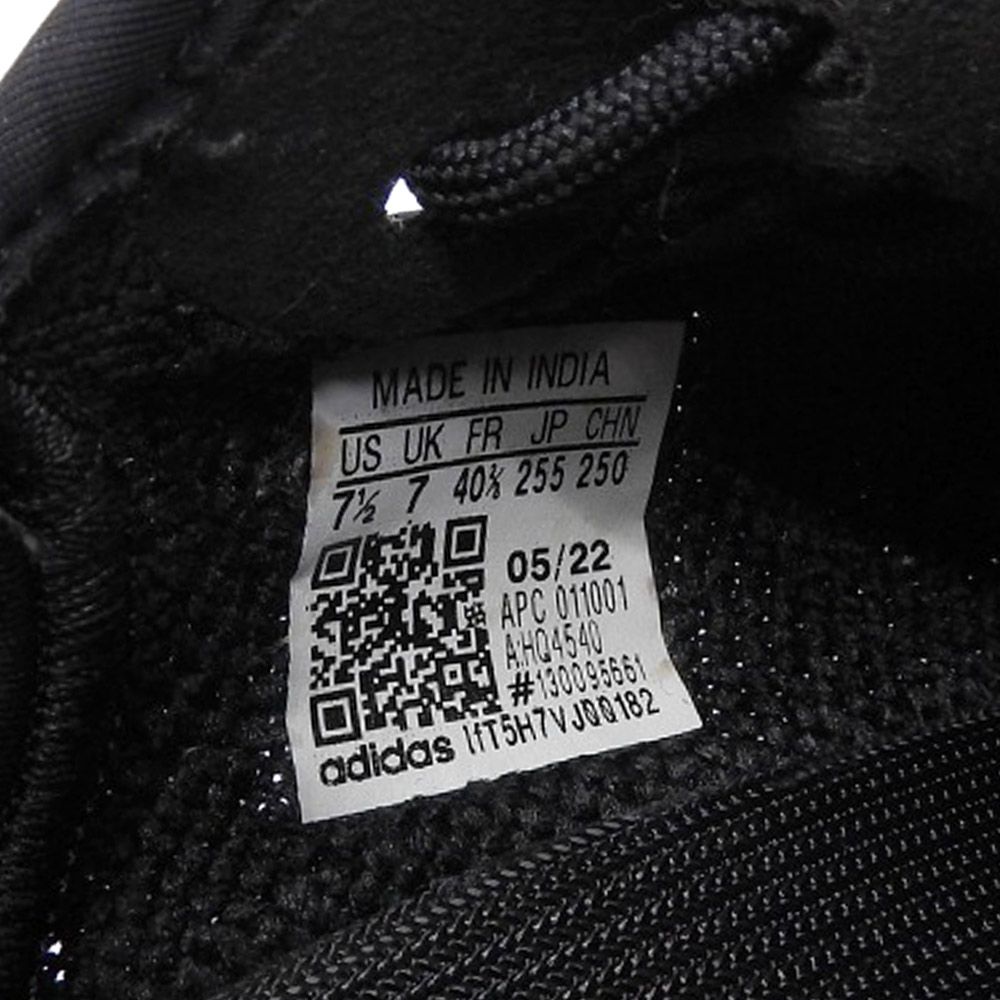 MADE IN INDIA
US UK FR JP CHN
7½ 7 40⅔ 255 250
05/22
APC 011001
A:HQ4540
#130095661
adidas IfT5H7VJ00182